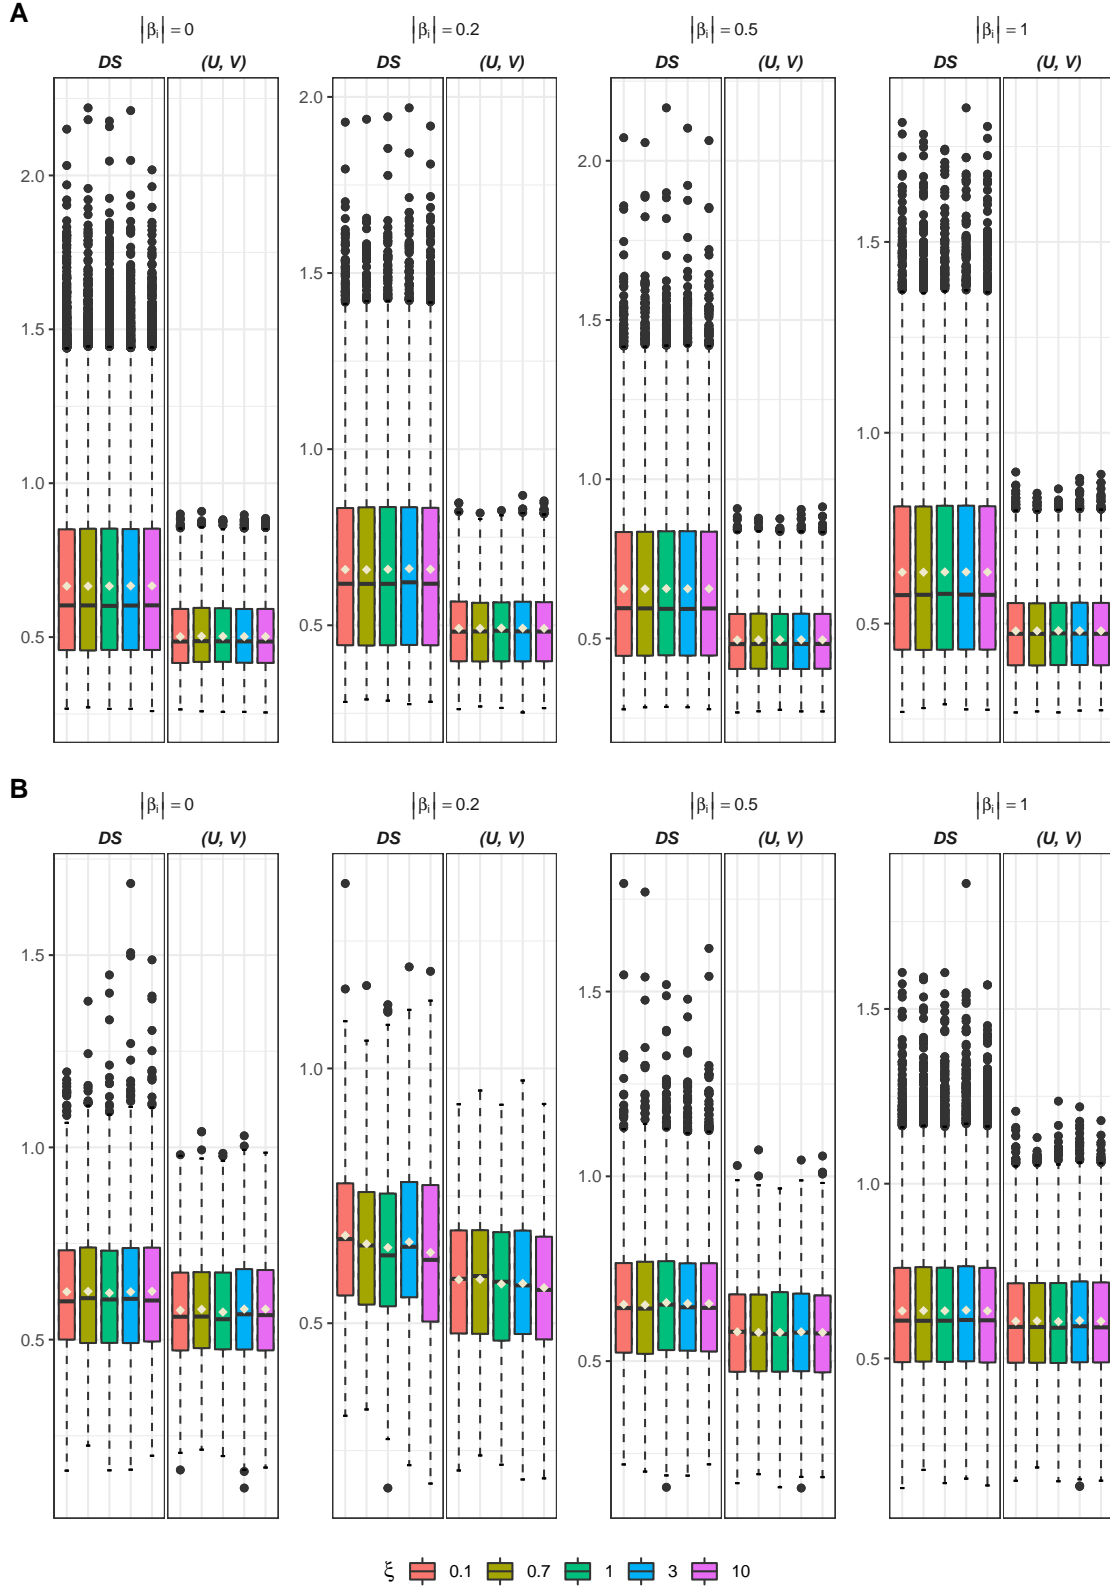 A
|βi| = 0
|βi| = 0.2
|βi| = 0.5
|βi| = 1
DS (U, V) DS (U, V) DS (U, V) DS (U, V)
2.0
1.5
1.0
0.5
2.0
1.5
1.0
0.5
2.0
1.5
1.0
0.5
1.5
1.0
0.5
B
|βi| = 0
|βi| = 0.2
|βi| = 0.5
|βi| = 1
DS (U, V) DS (U, V) DS (U, V) DS (U, V)
1.5
1.0
0.5
1.0
0.5
1.5
1.0
0.5
1.5
1.0
0.5
ξ 0.1 0.7 1 3 10